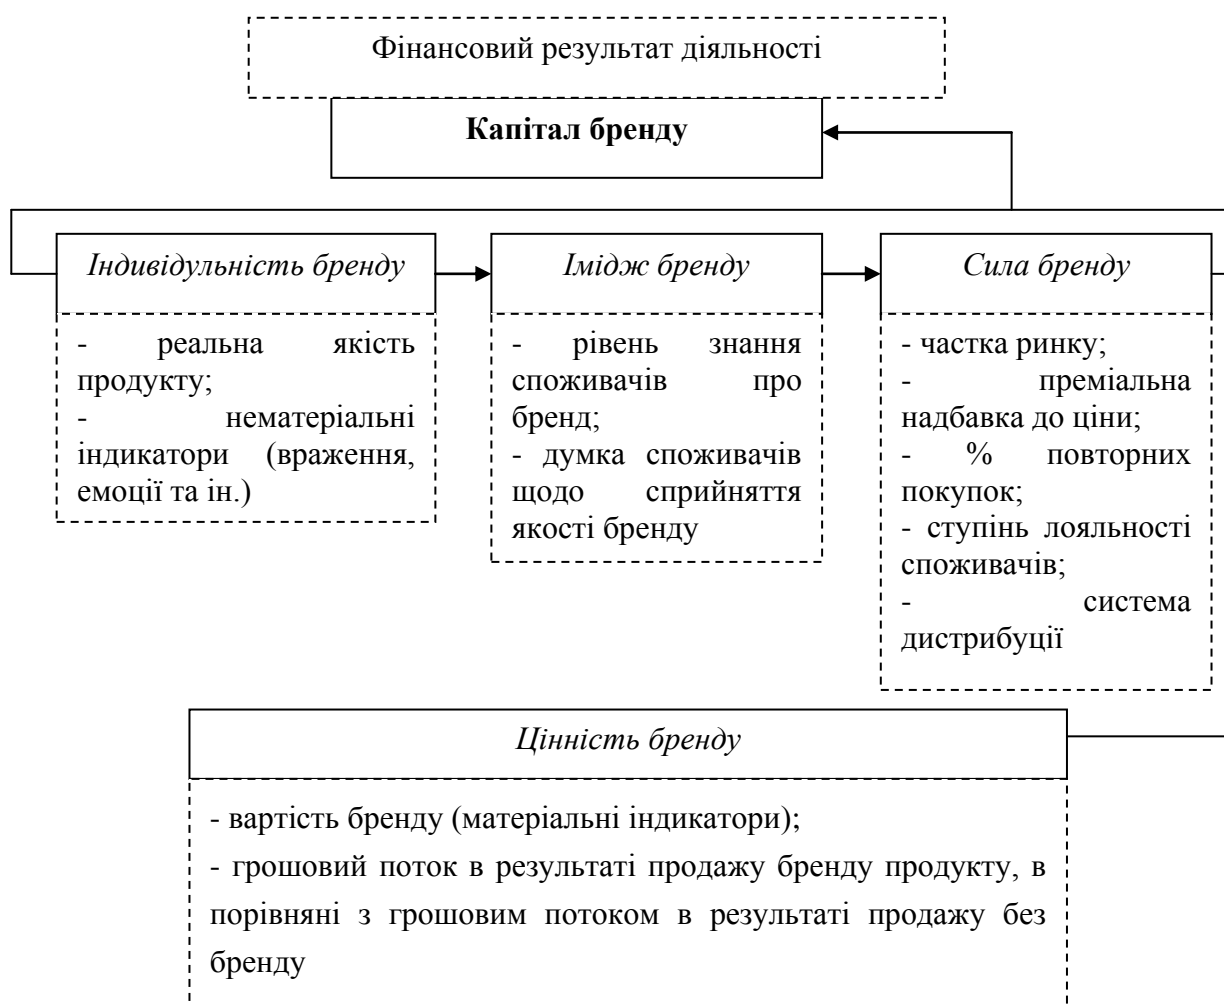 Фінансовий результат діяльності
Капітал бренду
Індивідульність бренду
- реальна якість
продукту;
- нематеріальні
індикатори (враження,
емоції та ін.)
Імідж бренду
- рівень знання
споживачів про
бренд;
- думка споживачів
щодо сприйняття
якості бренду
Сила бренду
- частка ринку;
- преміальна
надбавка до ціни;
- % повторних
покупок;
- ступінь лояльності
споживачів;
- система
дистрибуції
Цінність бренду
- вартість бренду (матеріальні індикатори);
- грошовий поток в результаті продажу бренду продукту, в
порівняні з грошовим потоком в результаті продажу без
бренду